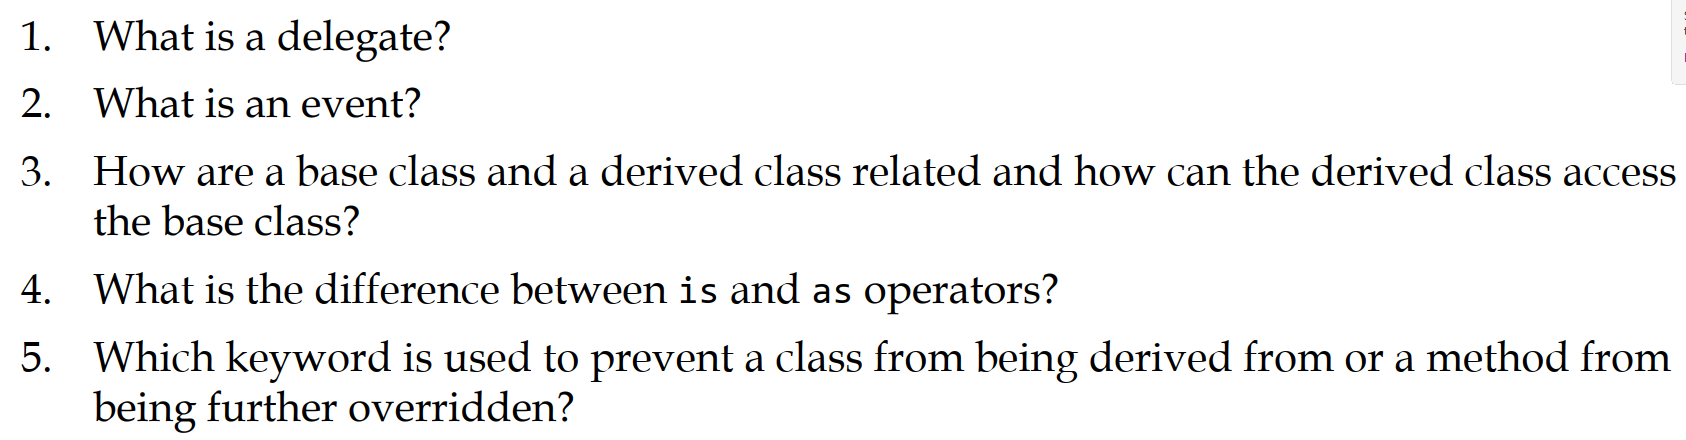 1. What is a delegate?
2. What is an event?
3. How are a base class and a derived class related and how can the derived class access
the base class?
4. What is the difference between is and as operators?
5. Which keyword is used to prevent a class from being derived from or a method from
being further overridden?